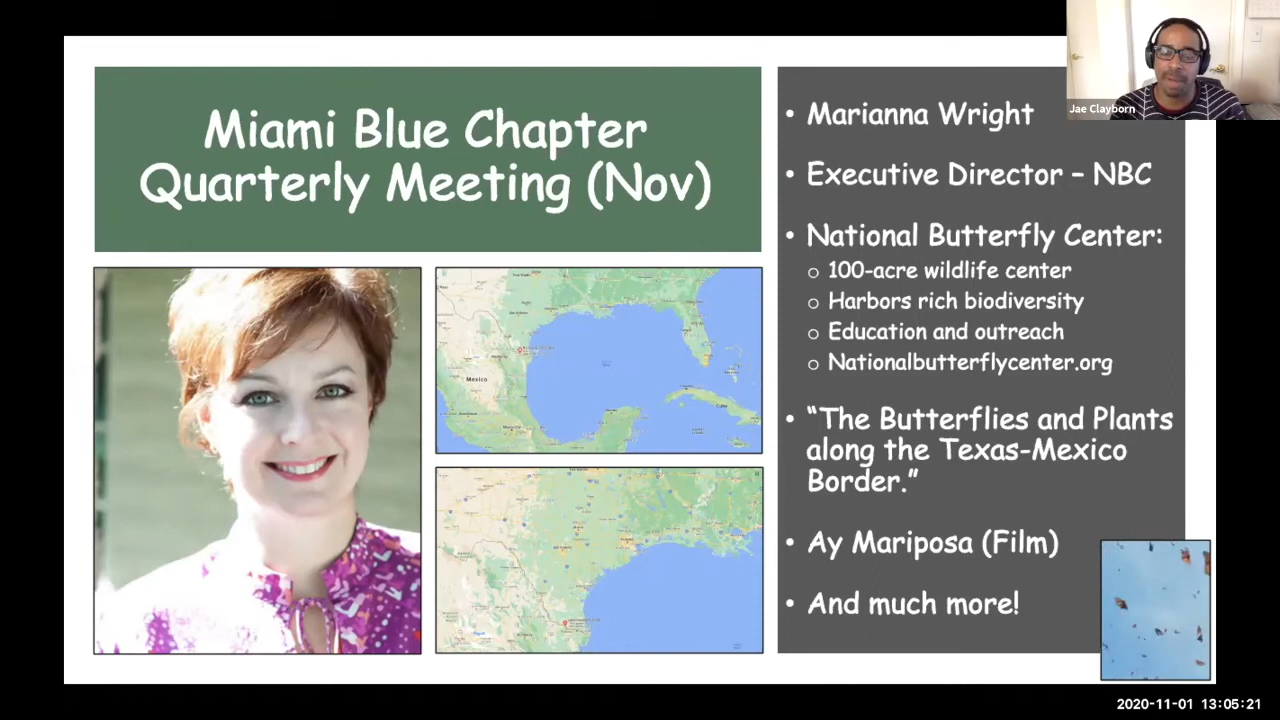 Miami Blue Chapter
Quarterly Meeting (Nov)
• Marianna Wright
• Executive Director – NBC
• National Butterfly Center:
o 100-acre wildlife center
o Harbors rich biodiversity
o Education and outreach
o Nationalbutterflycenter.org
• “The Butterflies and Plants
along the Texas-Mexico
Border.”
• Ay Mariposa (Film)
• And much more!
Jae Clayborn
Mexico
Cuba
2020-11-01 13:05:21